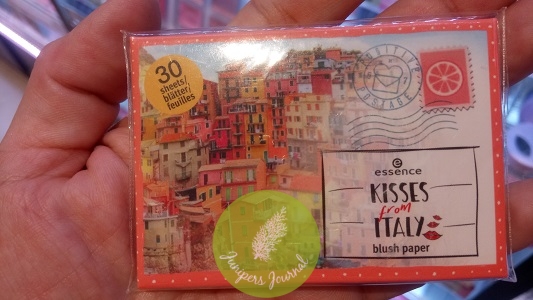 30
sheets/
blätter/
feuilles
essence
KISSES
from
ITALY
blush paper
Junipers Journal